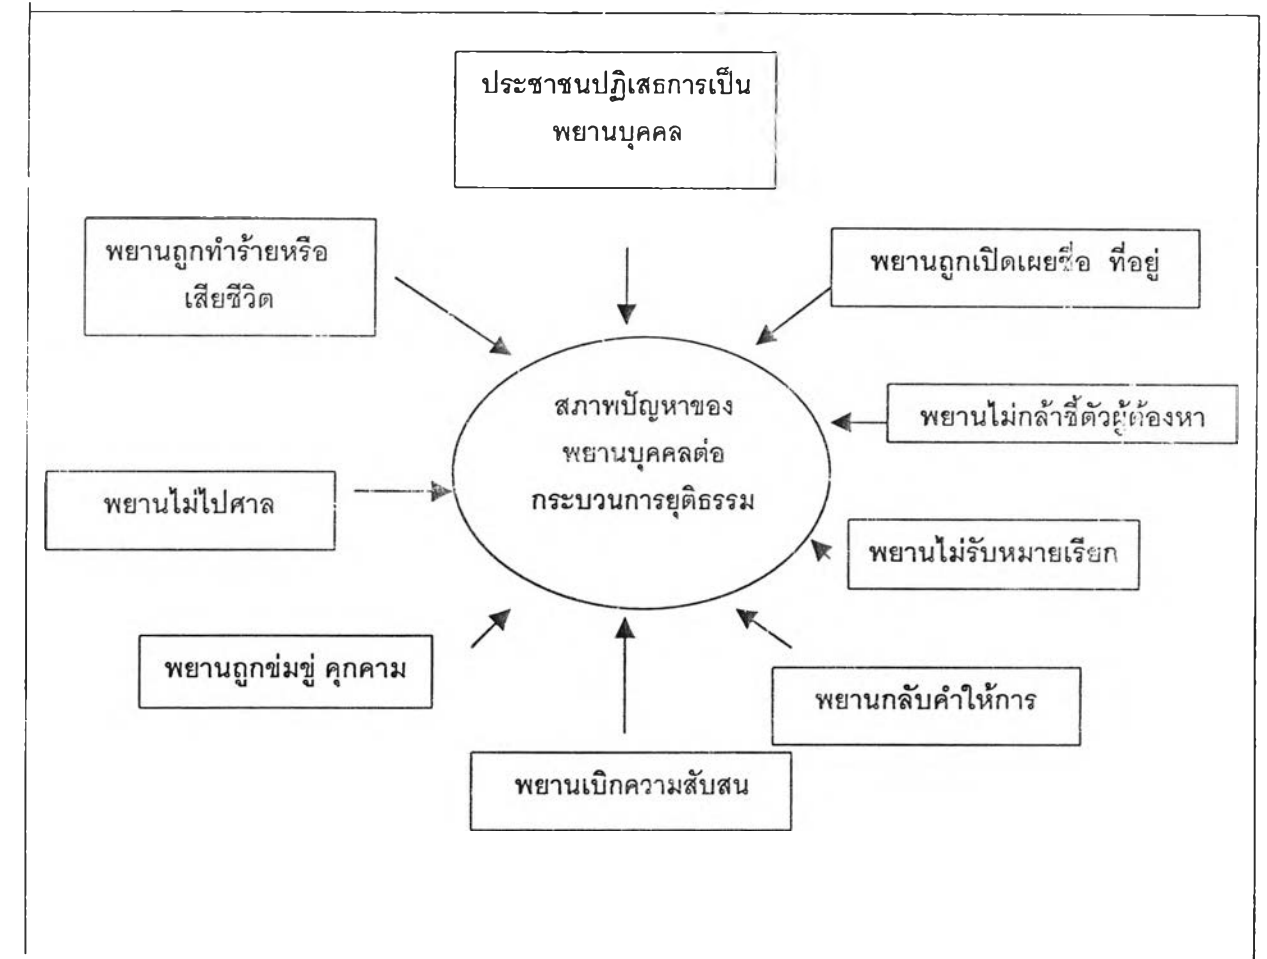 ประชาชนปฏิเสธการเป็น
พยานบุคคล
พยานถูกทำร้ายหรือ
เสียชีวิต
พยานถูกเปิดเผยชื่อ ที่อยู่
สภาพปัญหาของ
พยานบุคคลต่อ
กระบวนการยุติธรรม
พยานไม่กล้าชี้ตัวผู้ต้องหา
พยานไม่ไปศาล
พยานไม่รับหมายเรียก
พยานถูกข่มขู่ คุกคาม
พยานกลับคำให้การ
พยานเบิกความสับสน